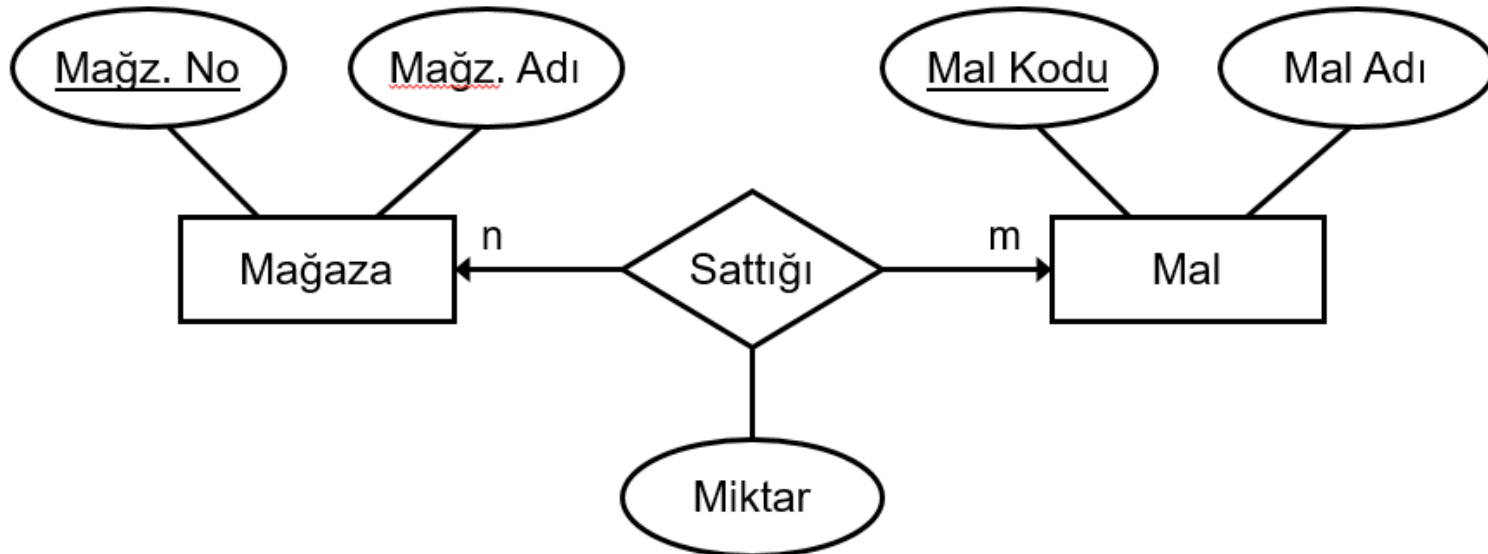 Mağz. No
Mağz. Adı
Mal Kodu
Mal Adı
n
m
Mağaza
Sattığı
Mal
Miktar